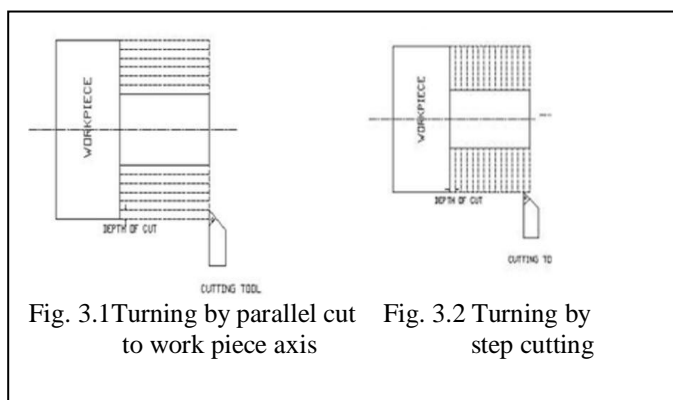 WORKPIECE
DEPTH OF CUT
CUTTING TOOL
WORKPIECE
DEPTH OF CUT
CUTTING TO
Fig. 3.1Turning by parallel cut
to work piece axis
Fig. 3.2 Turning by
step cutting